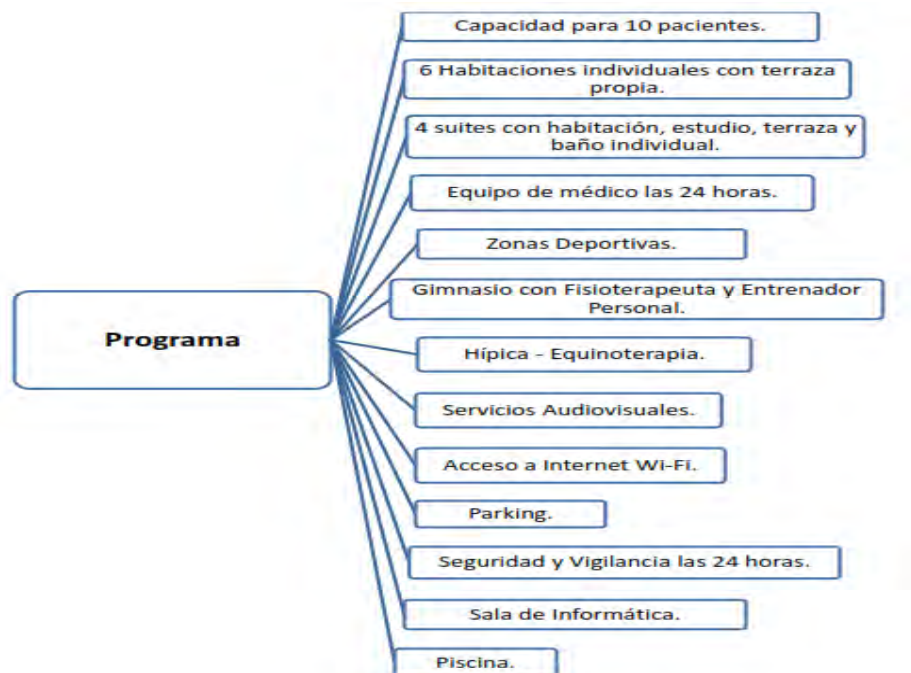 Capacidad para 10 pacientes.
6 Habitaciones individuales con terraza
propia.
4 suites con habitación, estudio, terraza y
baño individual.
Equipo de médico las 24 horas.
Zonas Deportivas.
Gimnasio con Fisioterapeuta y Entrenador
Personal.
Programa
Hípica - Equinoterapia.
Servicios Audiovisuales.
Acceso a Internet Wi-Fi.
Parking.
Seguridad y Vigilancia las 24 horas.
Sala de Informática.
Piscina.